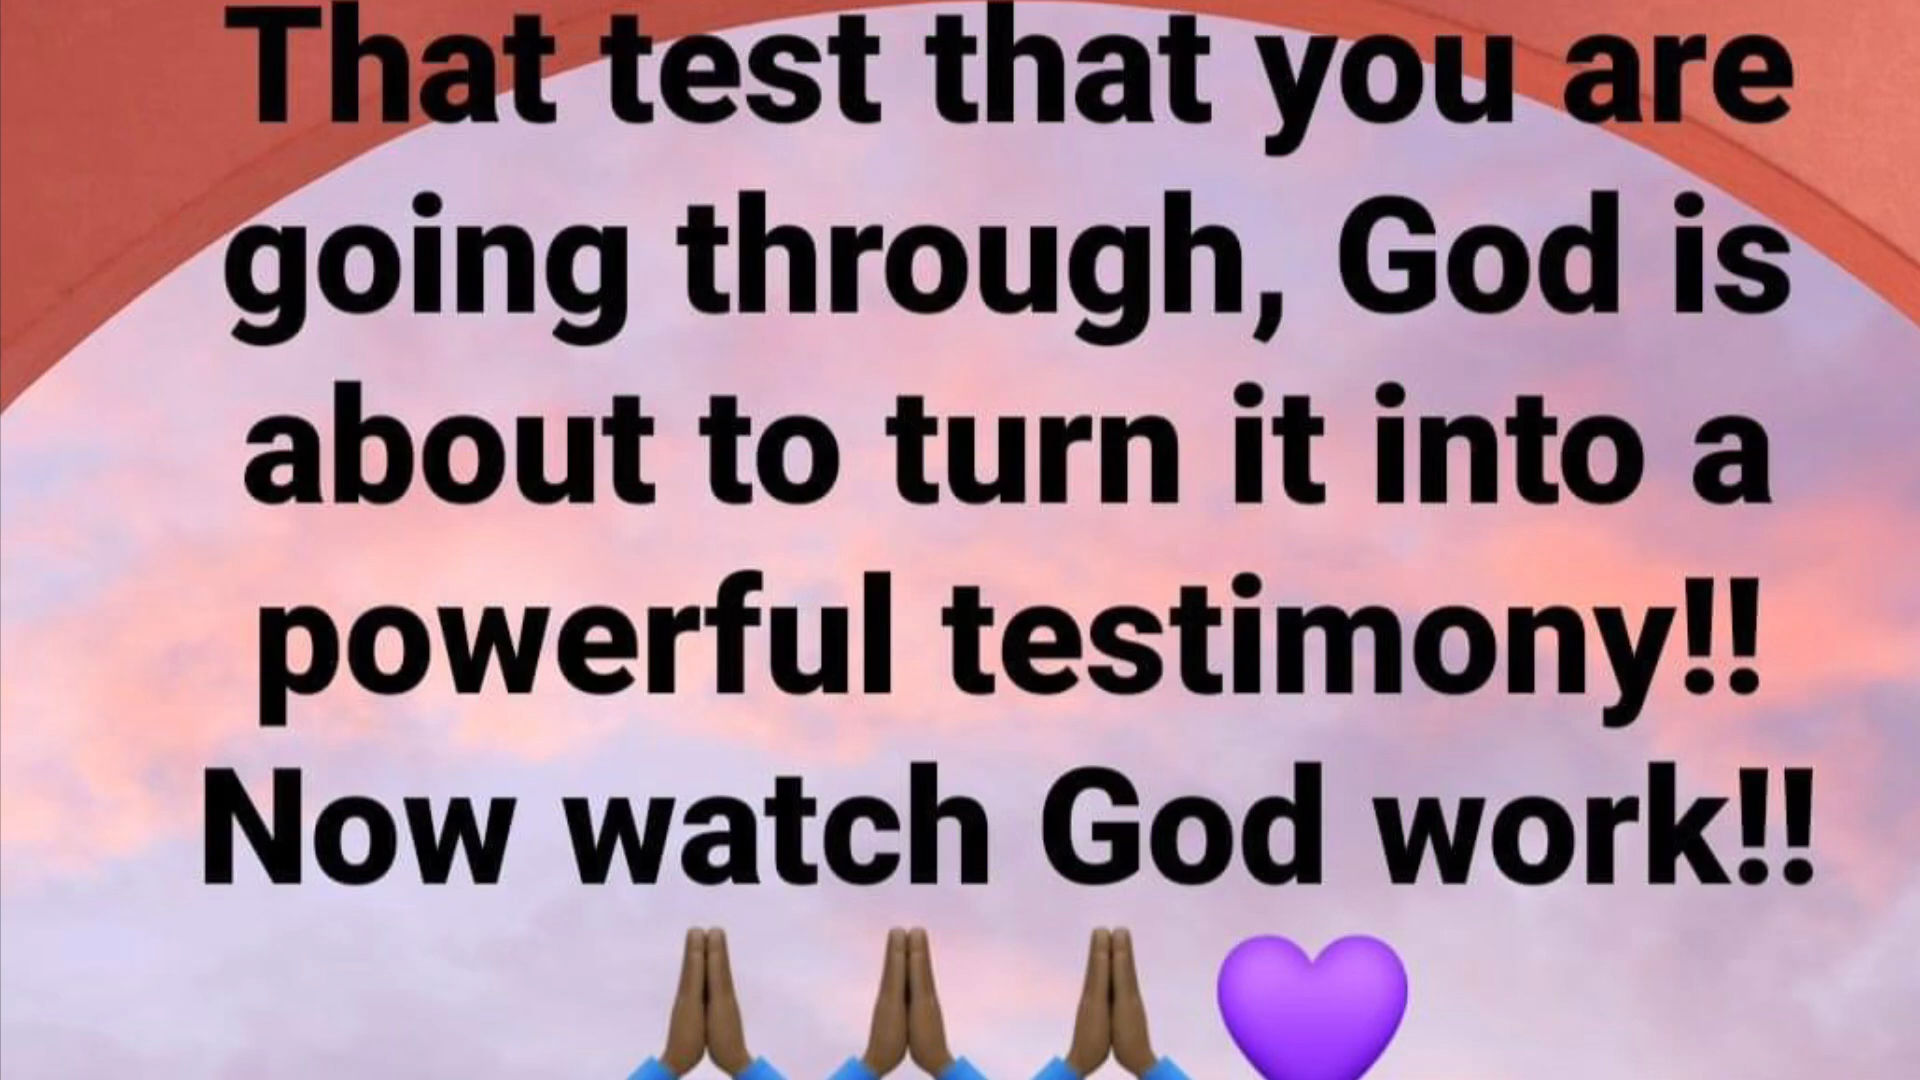 That test that you are
going through, God is
about to turn it into a
powerful testimony!!
Now watch God work!!
🙏🏾🙏🏾🙏🏾💜